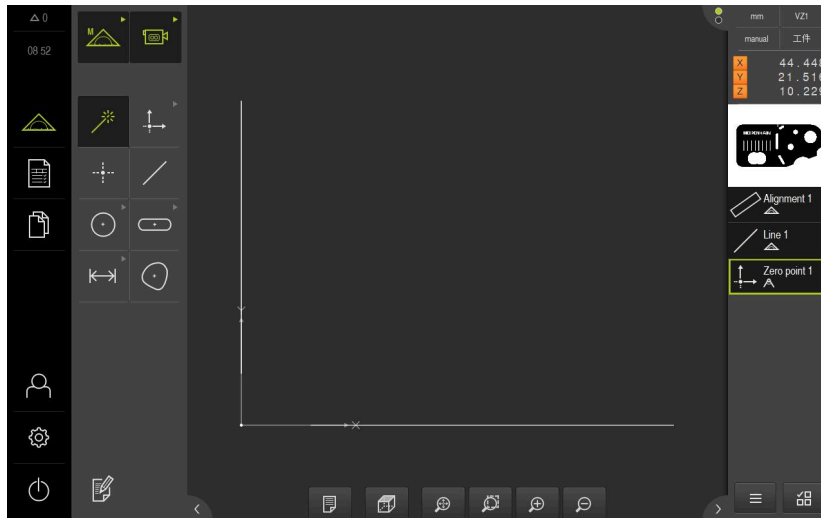 0
08 52
M
mm VZ1
manual 工件
X 44.448
Y 21.516
Z 10.229
HEIDENHAIN
Alignment 1
Line 1
Zero point 1
Y
X